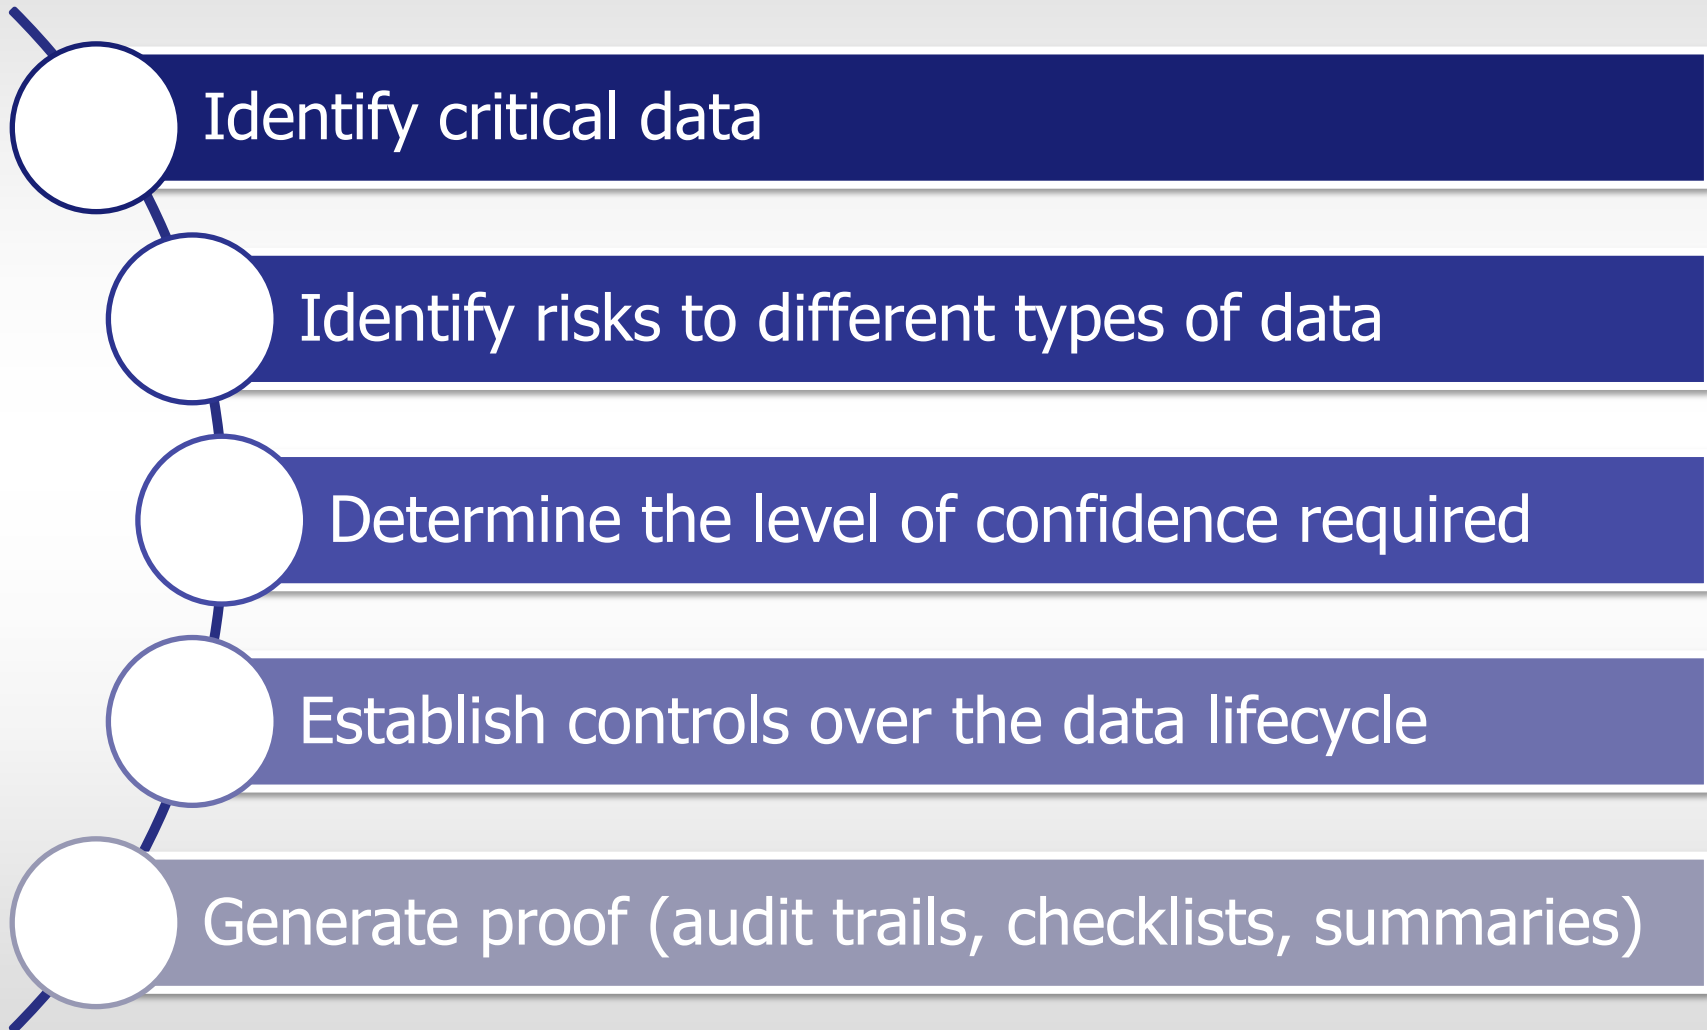 Identify critical data
Identify risks to different types of data
Determine the level of confidence required
Establish controls over the data lifecycle
Generate proof (audit trails, checklists, summaries)